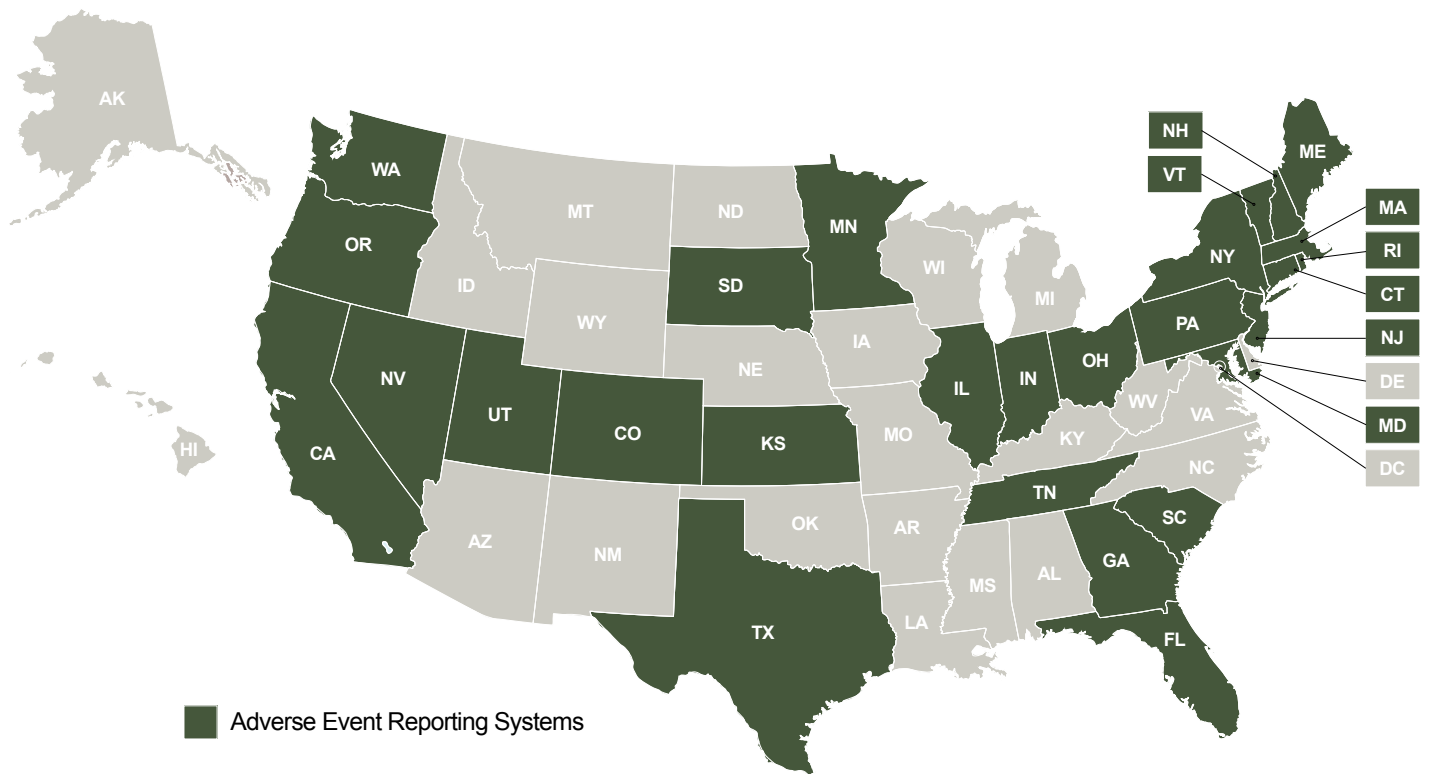 AK
WA
MT
ND
MN
OR
ID
WY
SD
WI
MI
NH
VT
ME
MA
RI
NY
CT
NJ
PA
DE
MD
DC
NV
UT
CA
CO
NE
IA
KS
MO
IL
IN
OH
WV
VA
KY
NC
TN
SC
HI
AZ
NM
OK
AR
TX
LA
MS
AL
GA
FL
Adverse Event Reporting Systems